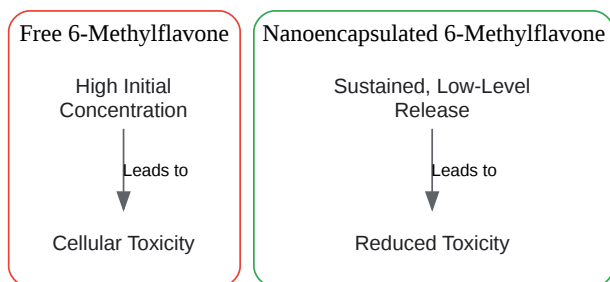 Free 6-Methylflavone
High Initial
Concentration
Leads to
Cellular Toxicity
Nanoencapsulated 6-Methylflavone
Sustained, Low-Level
Release
Leads to
Reduced Toxicity